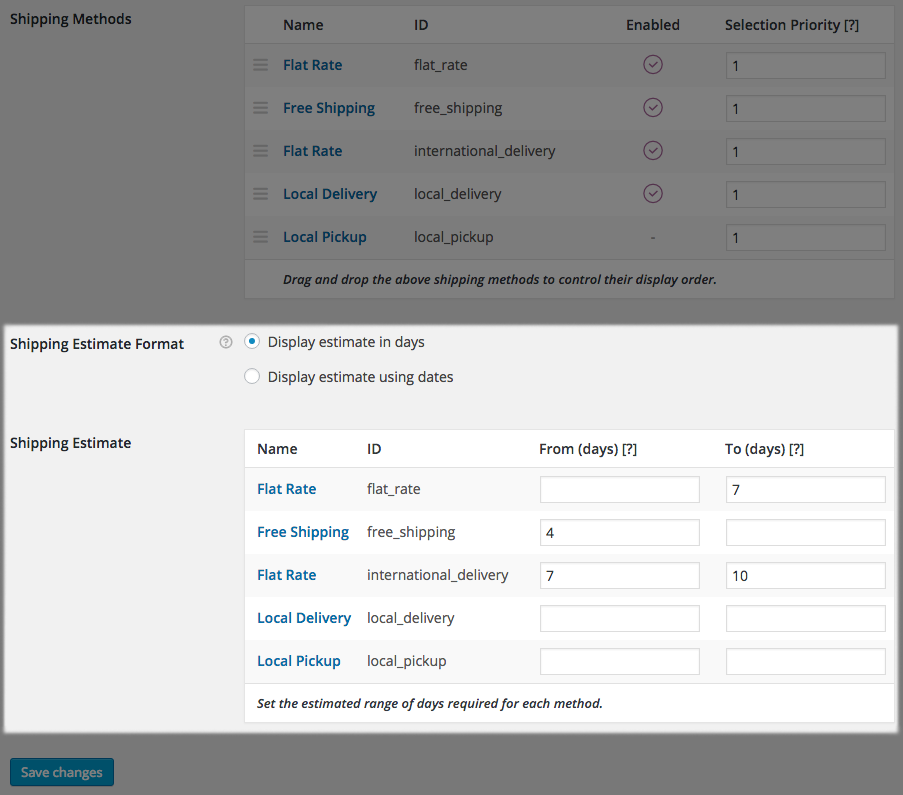 Shipping Methods
Name ID Enabled Selection Priority [?]
Flat Rate flat_rate 1
Free Shipping free_shipping 1
Flat Rate international_delivery 1
Local Delivery local_delivery 1
Local Pickup local_pickup - 1
Drag and drop the above shipping methods to control their display order.
Shipping Estimate Format ? Display estimate in days
Display estimate using dates
Shipping Estimate
Name ID From (days) [?] To (days) [?]
Flat Rate flat_rate 7
Free Shipping free_shipping 4
Flat Rate international_delivery 7 10
Local Delivery local_delivery
Local Pickup local_pickup
Set the estimated range of days required for each method.
Save changes